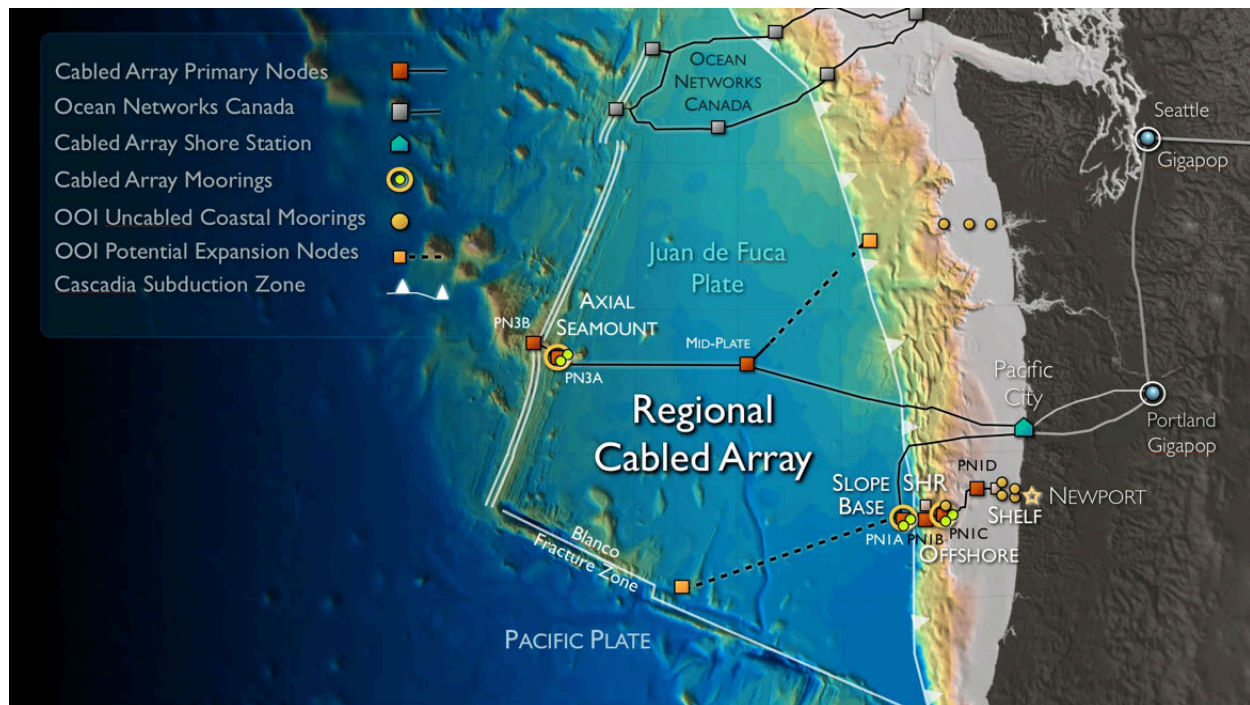 Cabled Array Primary Nodes
Ocean Networks Canada
Cabled Array Shore Station
Cabled Array Moorings
OOI Uncabled Coastal Moorings
OOI Potential Expansion Nodes
Cascadia Subduction Zone
OCEAN
NETWORKS
CANADA
Seattle
Gigapop
Juan de Fuca
Plate
AXIAL
SEAMOUNT
PN3B
PN3A
MID-PLATE
Regional
Cabled Array
Pacific
City
Portland
Gigapop
SLOPE
BASE
SHR
PN1D
NEWPORT
SHELF
PN1A
PN1B
PN1C
OFFSHORE
Blanco
Fracture Zone
PACIFIC PLATE